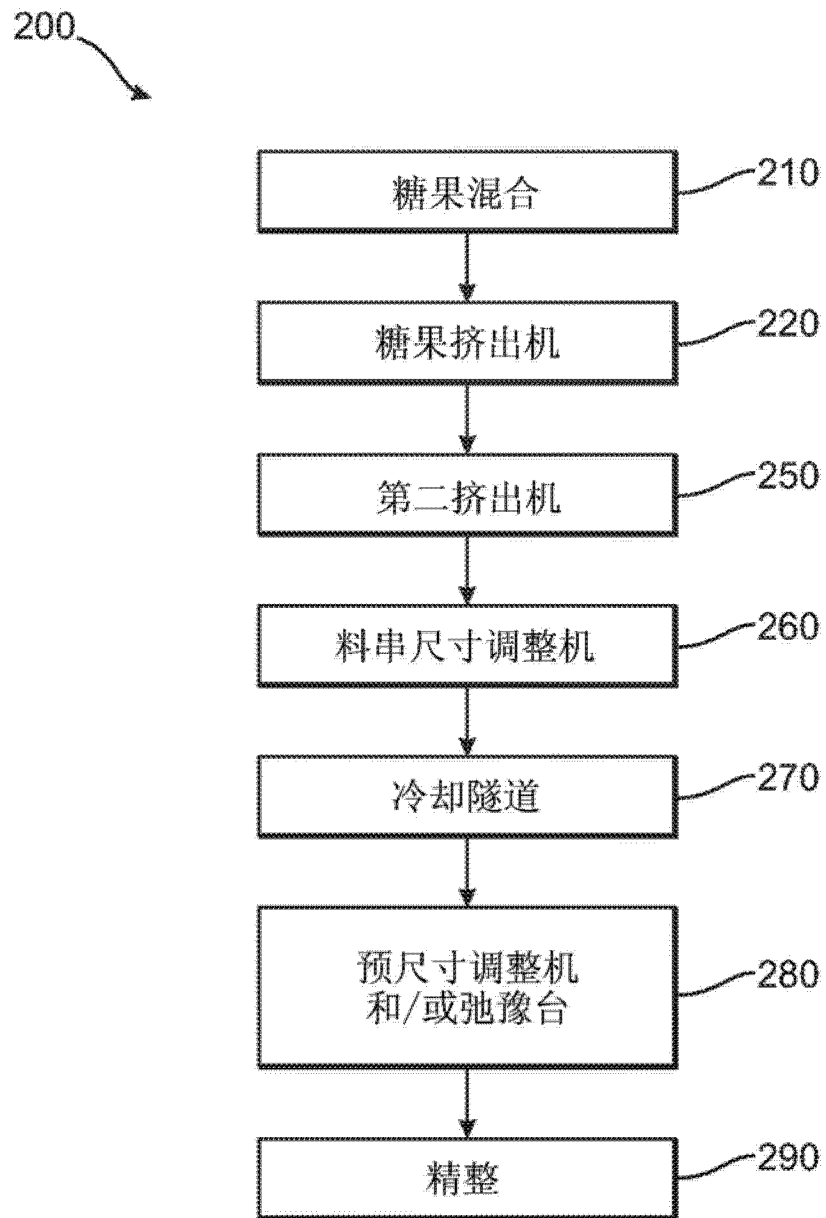 200
糖果混合
210
糖果挤出机
220
第二挤出机
250
料串尺寸调整机
260
冷却隧道
270
预尺寸调整机
和/或弛豫台
280
精整
290